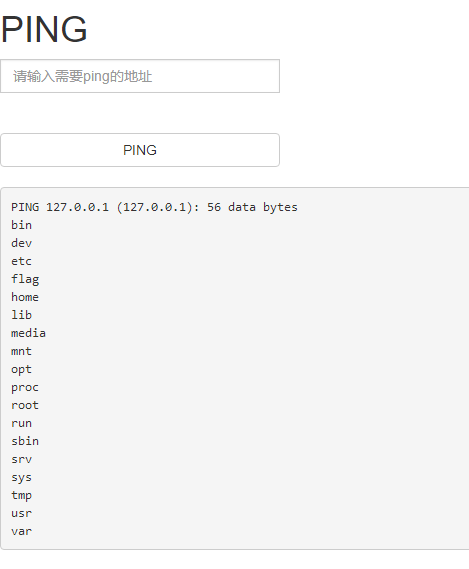 PING
请输入需要ping的地址
PING
PING 127.0.0.1 (127.0.0.1): 56 data bytes
bin
dev
etc
flag
home
lib
media
mnt
opt
proc
root
run
sbin
srv
sys
tmp
usr
var